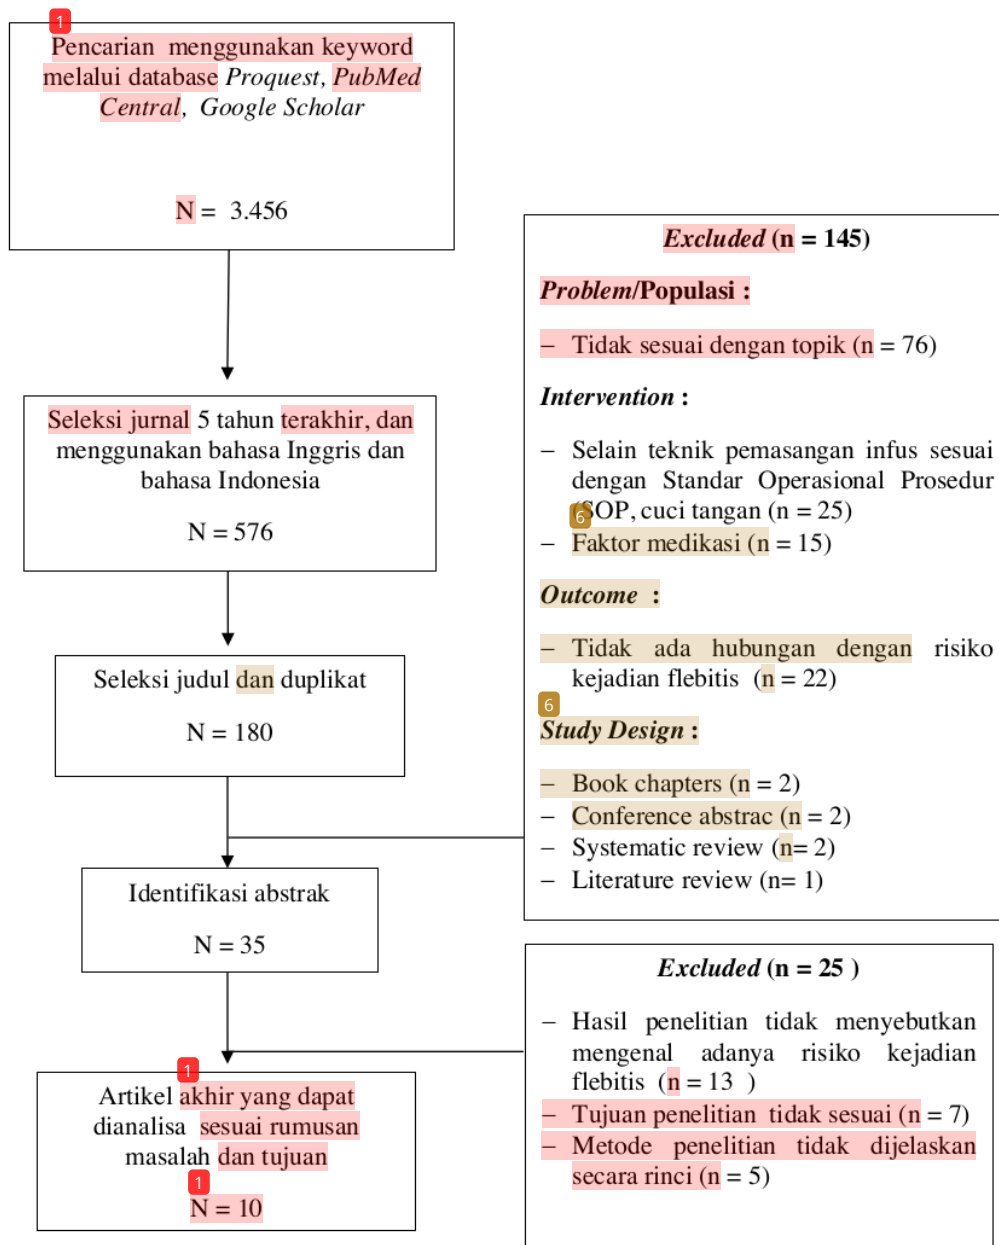 1
Pencarian menggunakan keyword
melalui database Proquest, PubMed
Central, Google Scholar
N = 3.456
Seleksi jurnal 5 tahun terakhir, dan
menggunakan bahasa Inggris dan
bahasa Indonesia
N = 576
Seleksi judul dan duplikat
N = 180
Identifikasi abstrak
N = 35
1
Artikel akhir yang dapat
dianalisa sesuai rumusan
masalah dan tujuan
1
N = 10
Excluded (n = 145)
Problem/Populasi :
– Tidak sesuai dengan topik (n = 76)
Intervention :
– Selain teknik pemasangan infus sesuai
dengan Standar Operasional Prosedur
(SOP, cuci tangan (n = 25)
6
– Faktor medikasi (n = 15)
Outcome :
– Tidak ada hubungan dengan risiko
kejadian flebitis (n = 22)
6
Study Design :
– Book chapters (n = 2)
– Conference abstrac (n = 2)
– Systematic review (n= 2)
– Literature review (n= 1)
Excluded (n = 25 )
– Hasil penelitian tidak menyebutkan
mengenal adanya risiko kejadian
flebitis (n = 13 )
– Tujuan penelitian tidak sesuai (n = 7)
– Metode penelitian tidak dijelaskan
secara rinci (n = 5)